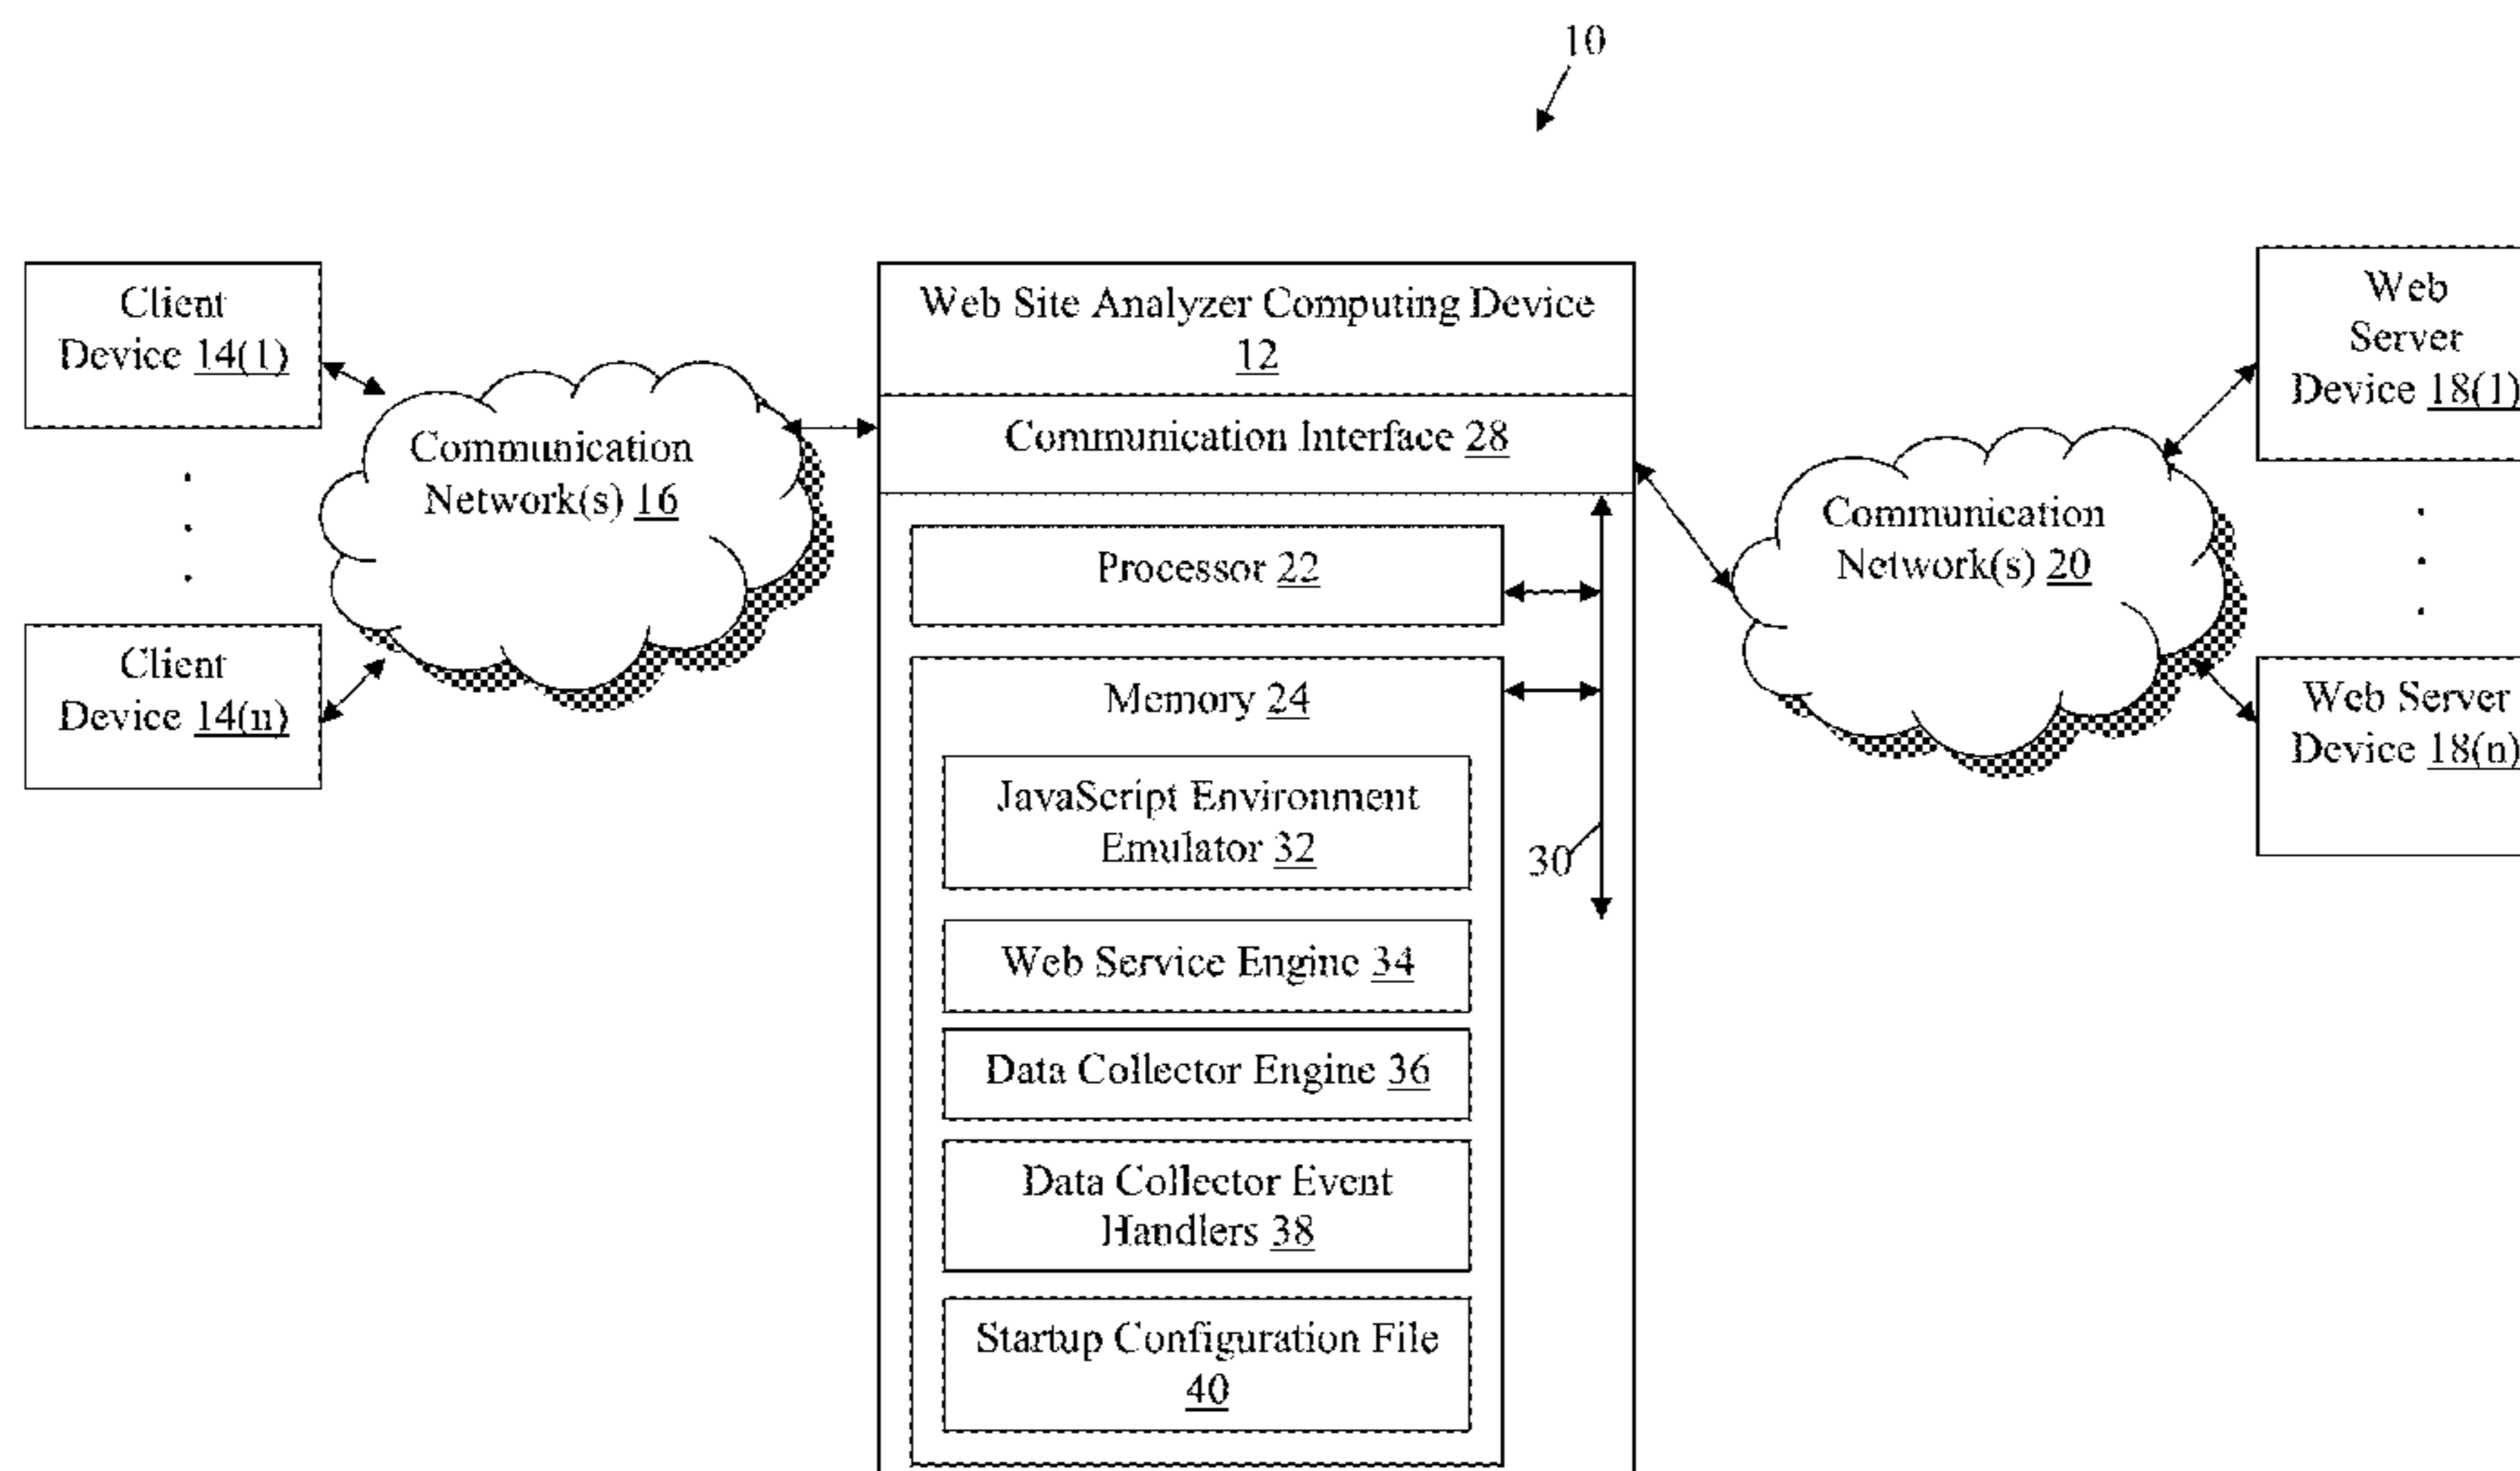 10
Client
Device 14(1)
Communication
Network(s) 16
Client
Device 14(n)
Web Site Analyzer Computing Device
12
Communication Interface 28
Processor 22
Memory 24
JavaScript Environment
Emulator 32
Web Service Engine 34
Data Collector Engine 36
Data Collector Event
Handlers 38
Startup Configuration File
40
30
Communication
Network(s) 20
Web
Server
Device 18(1)
Web Server
Device 18(n)